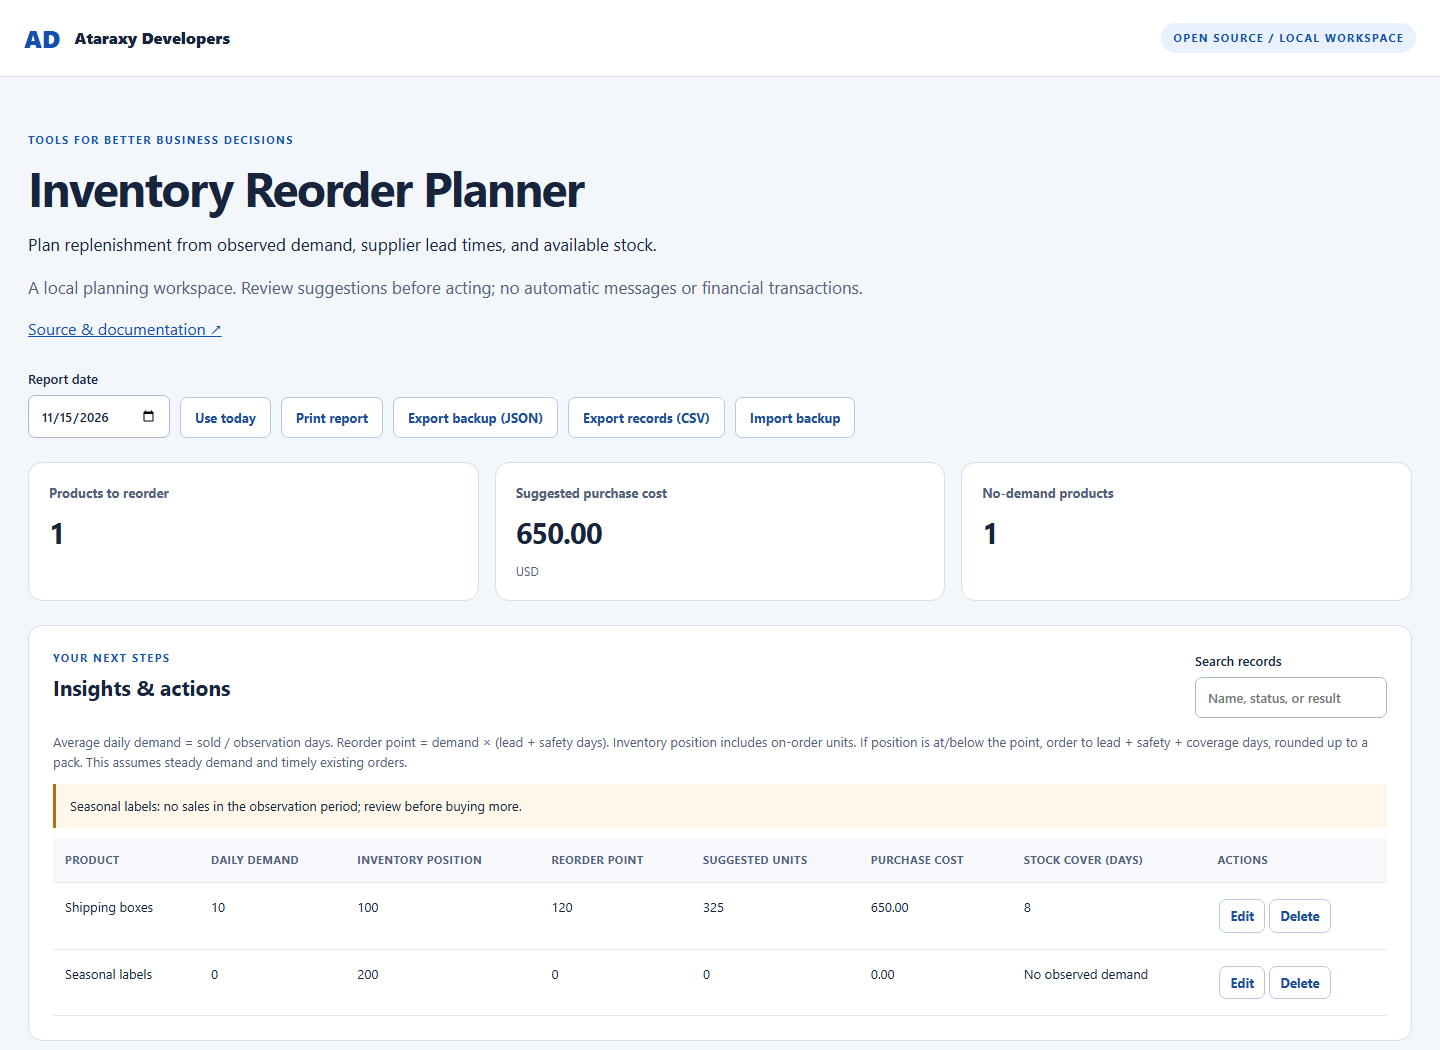 AD Ataraxy Developers
OPEN SOURCE / LOCAL WORKSPACE
TOOLS FOR BETTER BUSINESS DECISIONS
Inventory Reorder Planner
Plan replenishment from observed demand, supplier lead times, and available stock.
A local planning workspace. Review suggestions before acting; no automatic messages or financial transactions.
Source & documentation ↗
Report date
11/15/2026 Use today Print report Export backup (JSON) Export records (CSV) Import backup
Products to reorder
1
Suggested purchase cost
650.00
USD
No-demand products
1
YOUR NEXT STEPS
Insights & actions
Search records
Name, status, or result
Average daily demand = sold / observation days. Reorder point = demand × (lead + safety days). Inventory position includes on-order units. If position is at/below the point, order to lead + safety + coverage days, rounded up to a
pack. This assumes steady demand and timely existing orders.
Seasonal labels: no sales in the observation period; review before buying more.
PRODUCT DAILY DEMAND INVENTORY POSITION REORDER POINT SUGGESTED UNITS PURCHASE COST STOCK COVER (DAYS) ACTIONS
Shipping boxes 10 100 120 325 650.00 8 Edit Delete
Seasonal labels 0 200 0 0 0.00 No observed demand Edit Delete